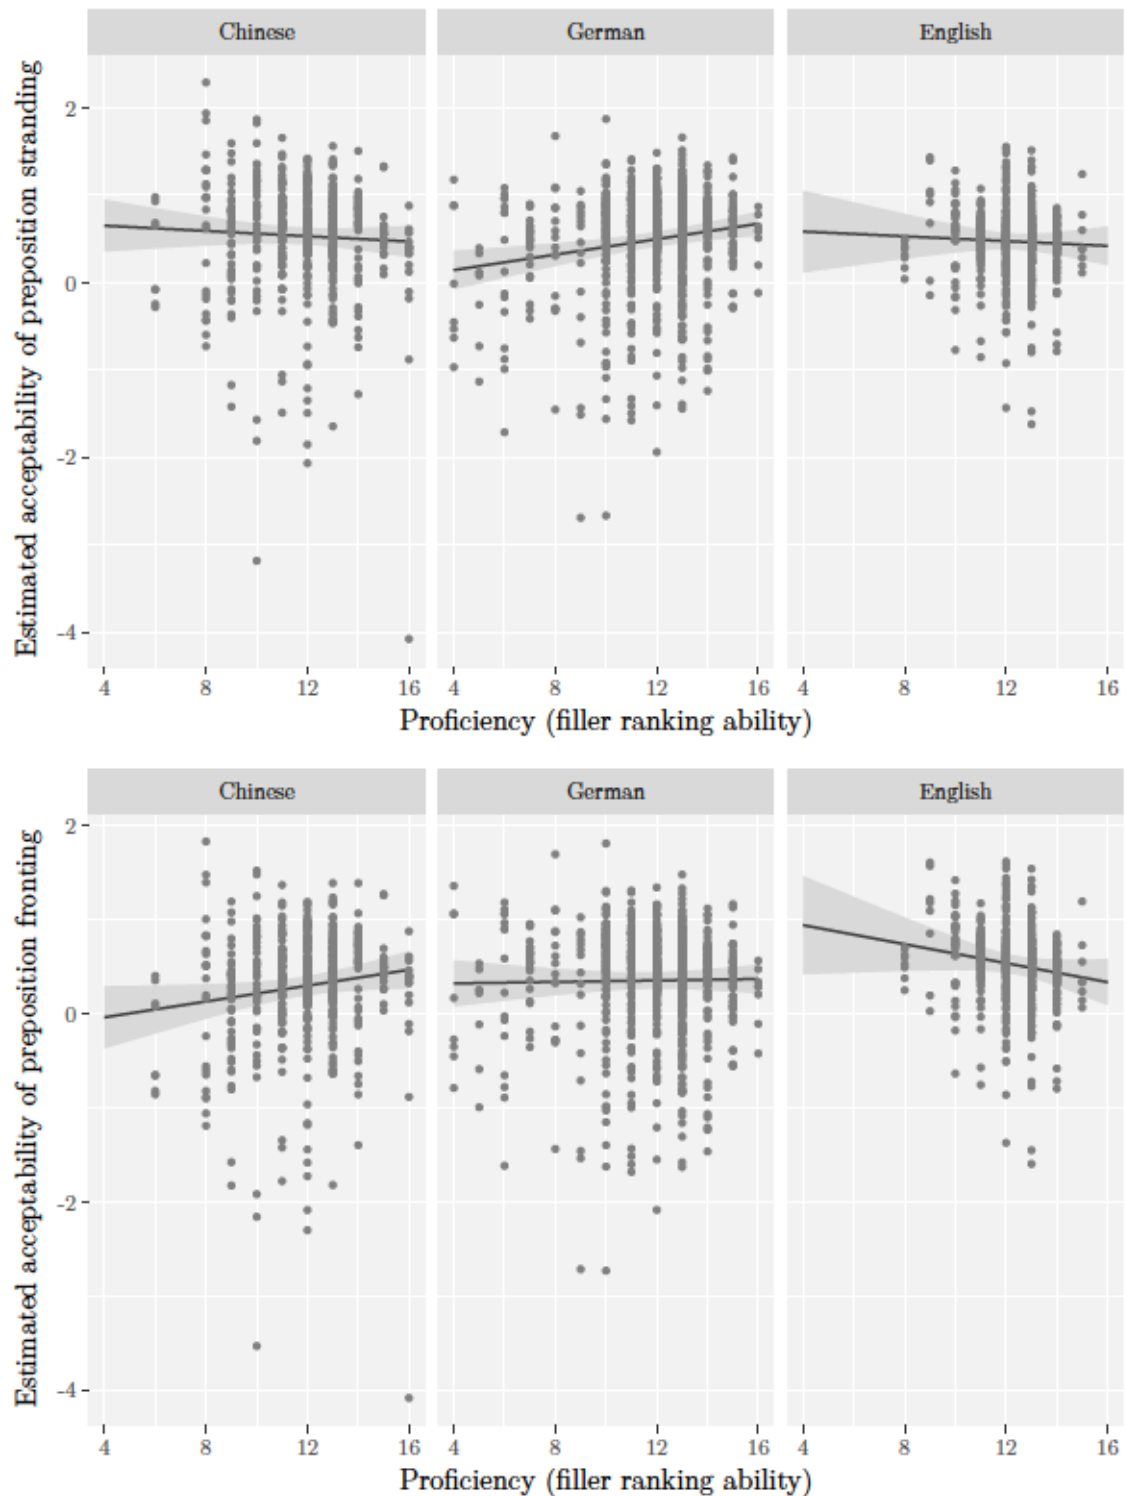 Chinese German English
Estimated acceptability of preposition stranding
2
0
-2
-4
4 8 12 16 4 8 12 16 4 8 12 16
Proficiency (filler ranking ability)
Chinese German English
Estimated acceptability of preposition fronting
2
0
-2
-4
4 8 12 16 4 8 12 16 4 8 12 16
Proficiency (filler ranking ability)